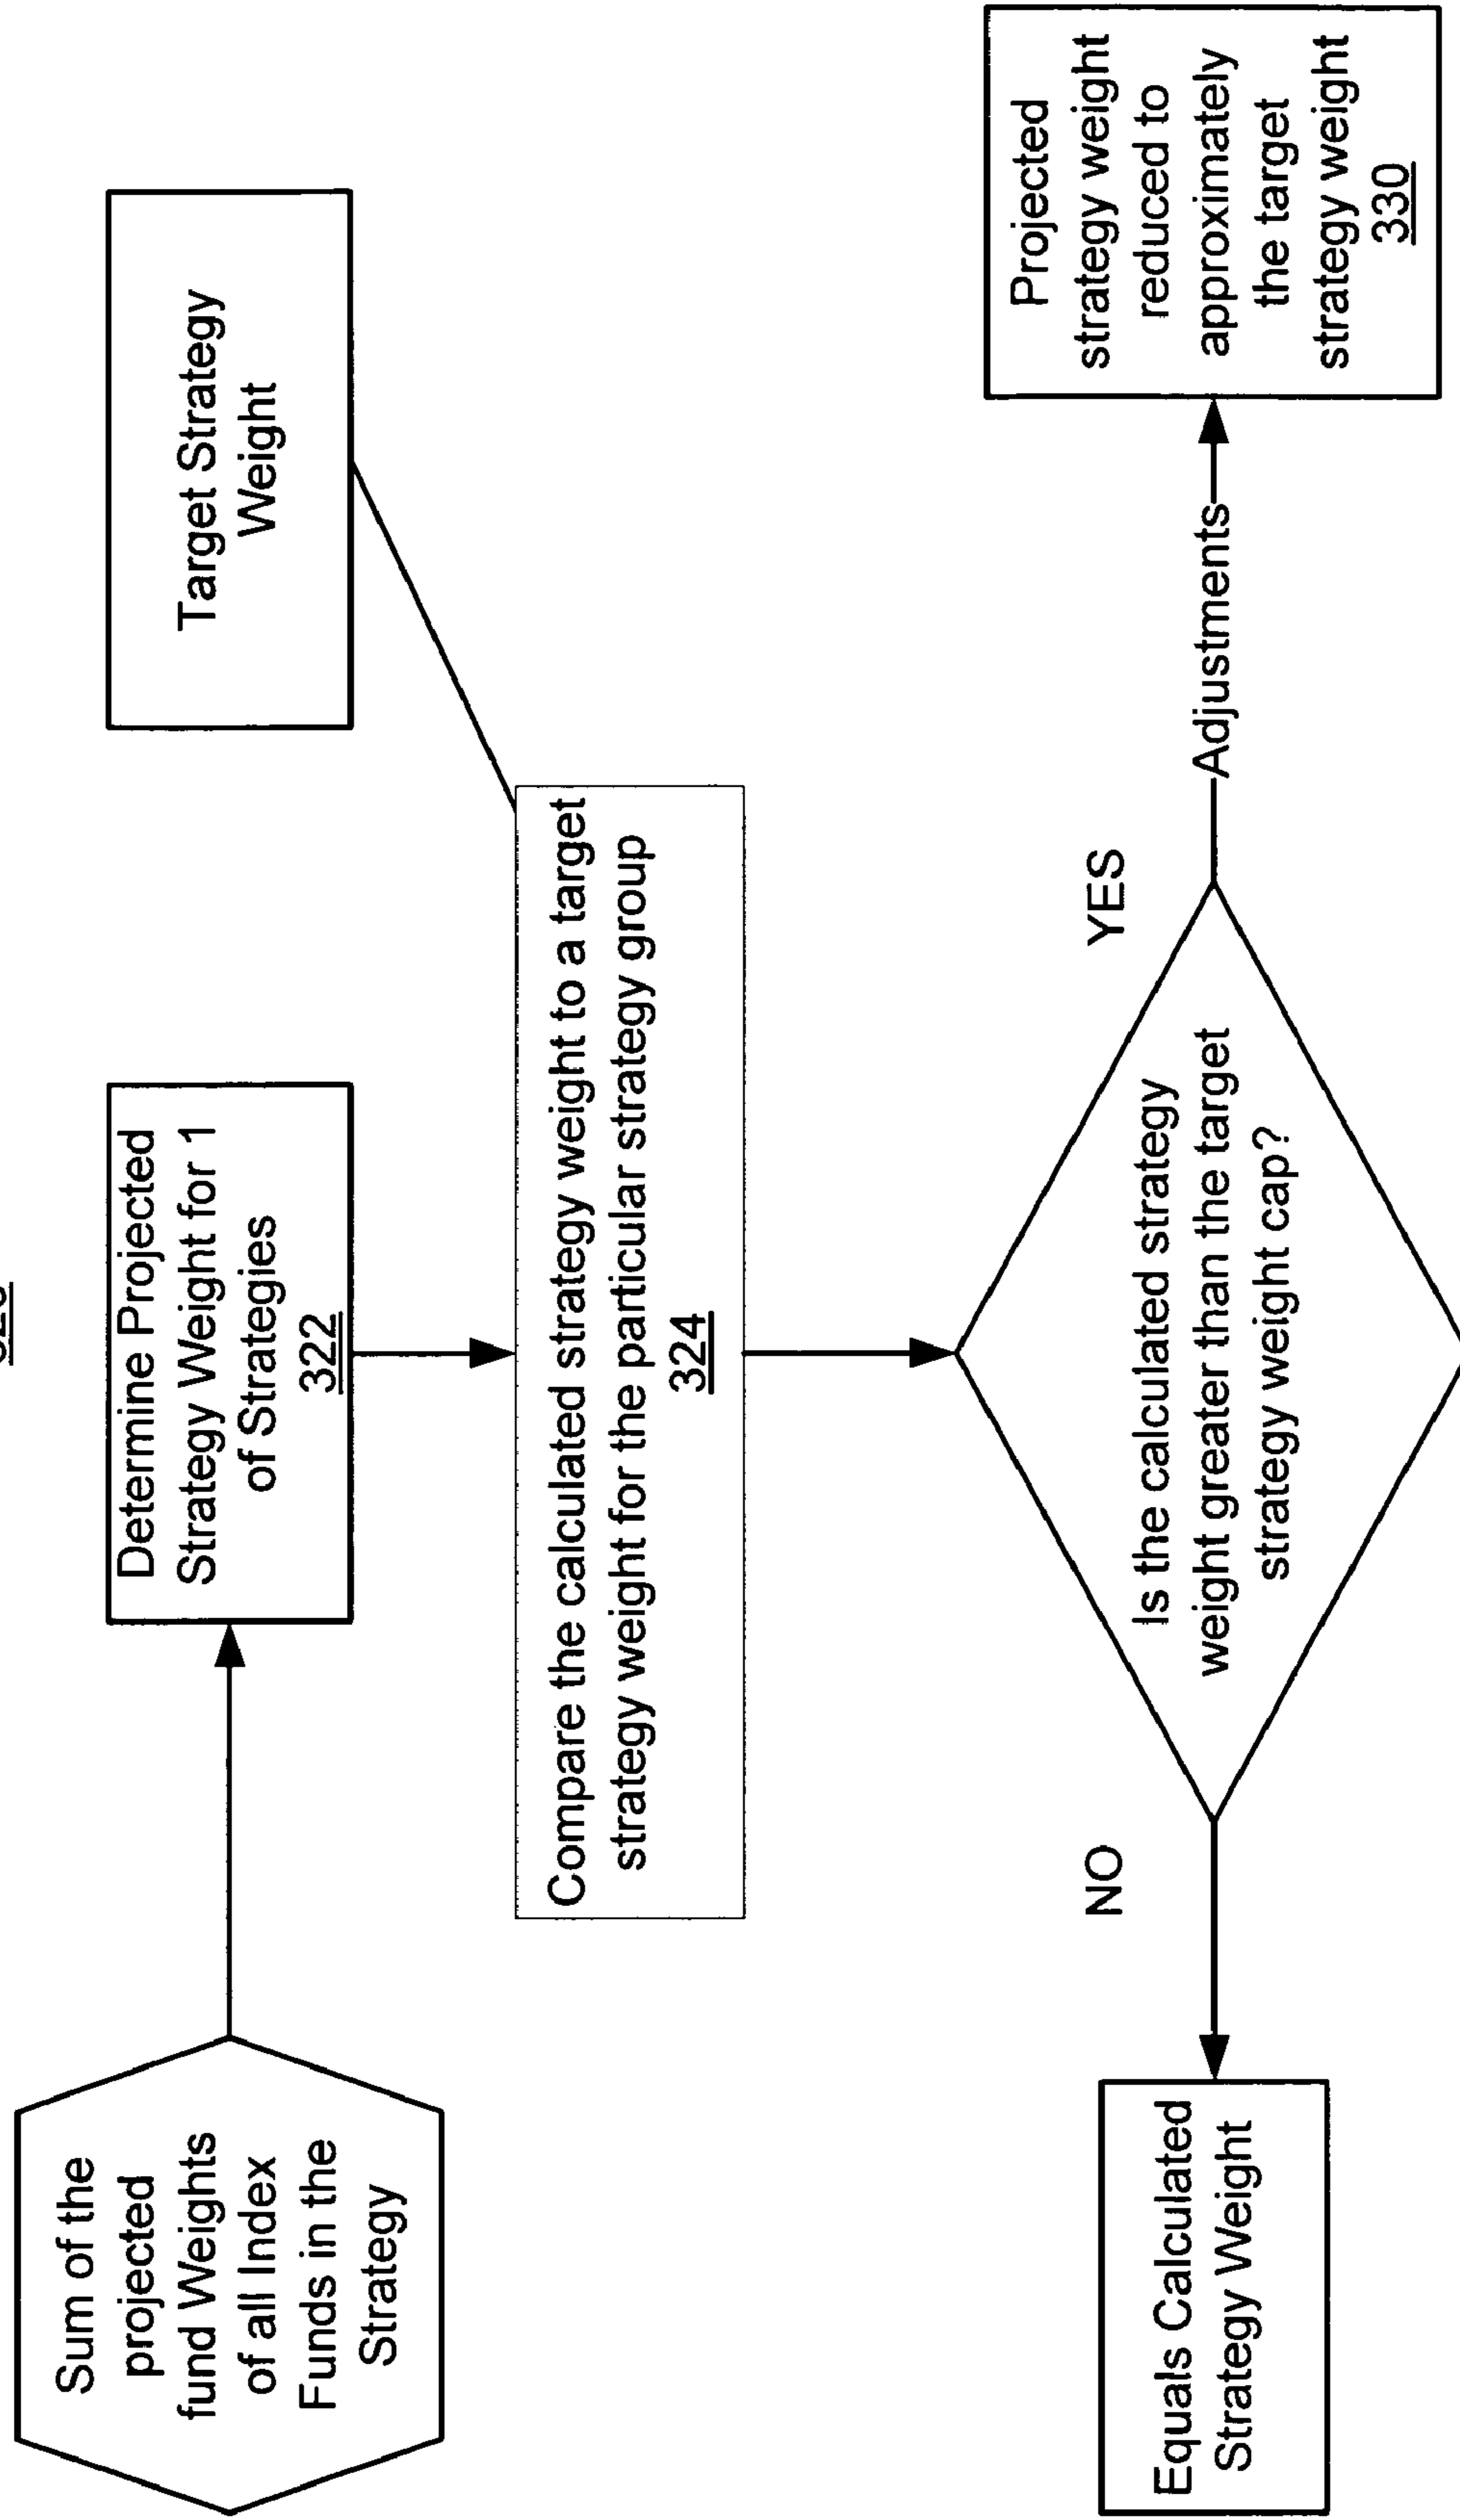 Sum of the
projected
fund Weights
of all Index
Funds in the
Strategy
Determine Projected
Strategy Weight for 1
of Strategies
322
Target Strategy
Weight
Compare the calculated strategy weight to a target
strategy weight for the particular strategy group
324
Is the calculated strategy
weight greater than the target
strategy weight cap?
NO
Equals Calculated
Strategy Weight
YES
Adjustments
Projected
strategy weight
reduced to
approximately
the target
strategy weight
330